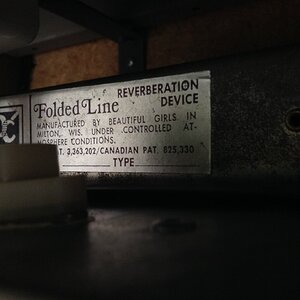 REVERBERATION
Folded Line DEVICE
MANUFACTURED BY BEAUTIFUL GIRLS IN
MILTON, WIS. UNDER CONTROLLED AT-
MOSPHERE CONDITIONS.
3,363,202/CANADIAN PAT. 825,330
TYPE